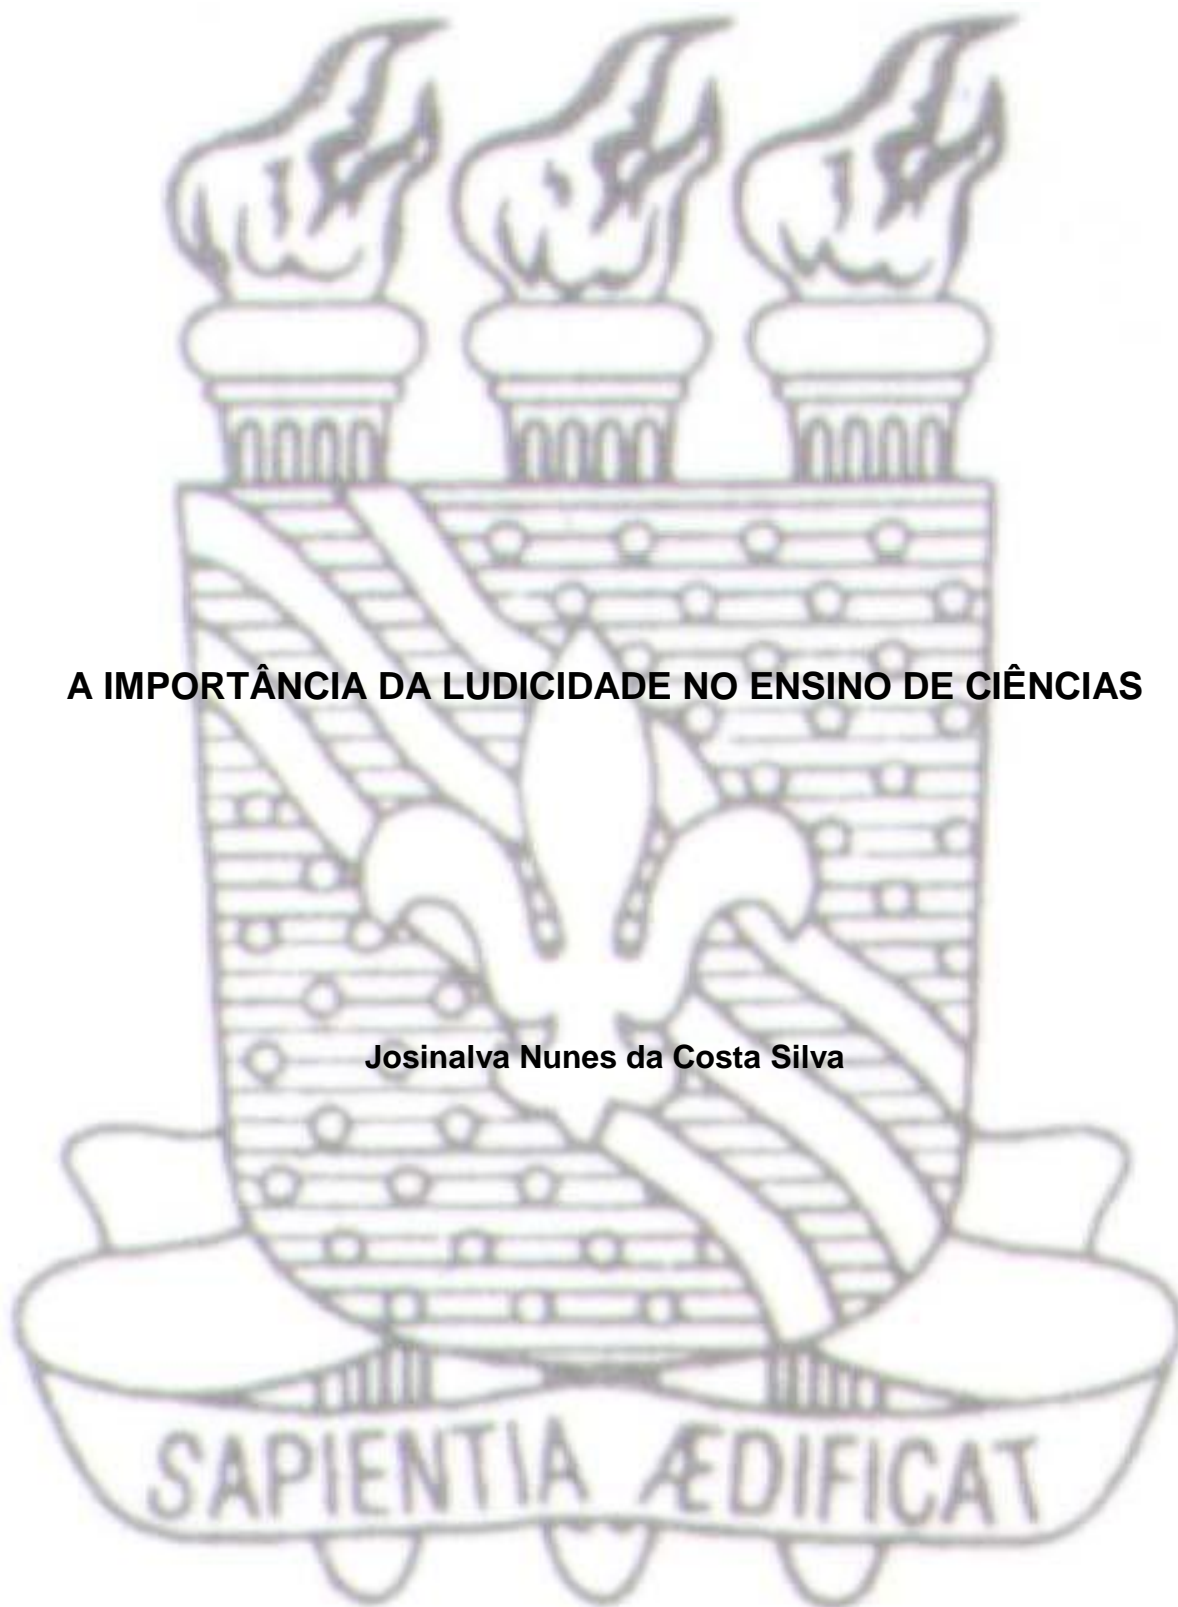 A IMPORTÂNCIA DA LUDICIDADE NO ENSINO DE CIÊNCIAS
Josinalva Nunes da Costa Silva
SAPIENTIA ÆDIFICAT